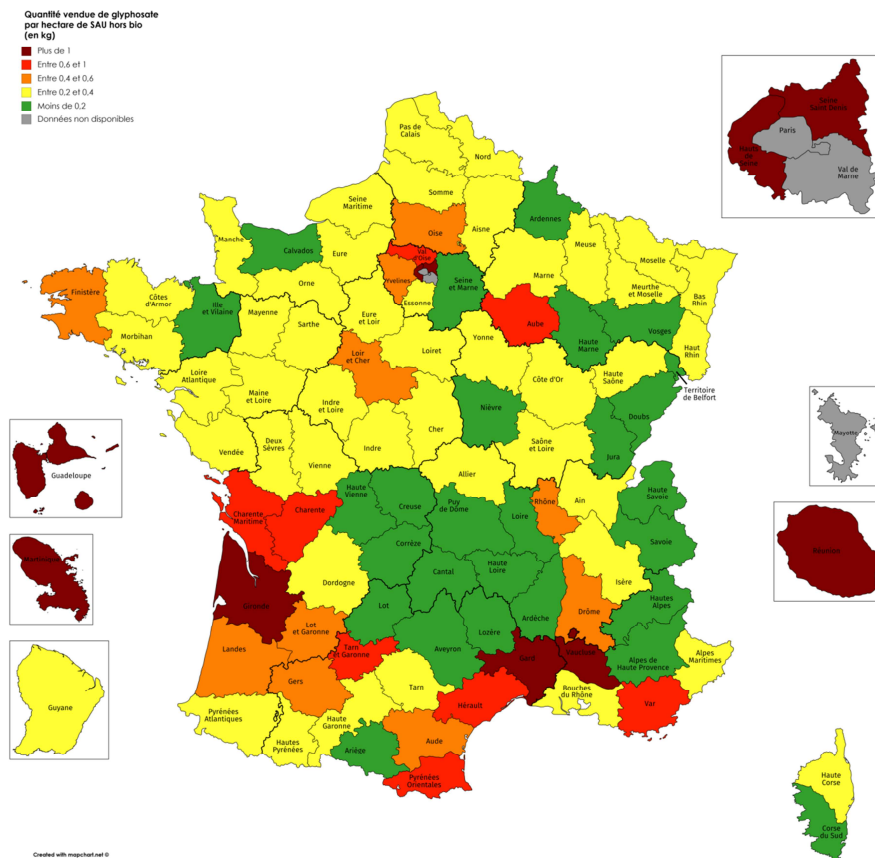 Quantité vendue de glyphosate
par hectare de SAU hors bio
(en kg)
Plus de 1
Entre 0,6 et 1
Entre 0,4 et 0,6
Entre 0,2 et 0,4
Moins de 0,2
Données non disponibles
Seine
Saint Denis
Paris
Hauts
de
Seine
Val de
Marne
Pas de
Calais
Nord
Somme
Seine
Maritime
Oise
Aisne
Ardennes
Manche
Calvados
Eure
Val
d'Oise
Yvelines
Essonne
Seine
et Marne
Marne
Meuse
Moselle
Meurthe
et Moselle
Bas
Rhin
Finistère
Côtes
d'Armor
Ille
et Vilaine
Morbihan
Orne
Mayenne
Sarthe
Eure
et Loir
Loiret
Yonne
Aube
Haute
Marne
Vosges
Haut
Rhin
Territoire
de Belfort
Loire
Atlantique
Maine
et Loire
Indre
et Loire
Loir
et Cher
Cher
Nièvre
Côte d'Or
Haute
Saône
Doubs
Jura
Vendée
Deux
Sèvres
Vienne
Indre
Allier
Saône
et Loire
Ain
Haute
Savoie
Savoie
Mayotte
Guadeloupe
Charente
Maritime
Charente
Haute
Vienne
Creuse
Puy
de Dôme
Loire
Rhône
Isère
Martinique
Gironde
Dordogne
Corrèze
Cantal
Haute
Loire
Ardèche
Drôme
Hautes
Alpes
Réunion
Landes
Lot
et Garonne
Lot
Aveyron
Lozère
Gard
Vaucluse
Alpes de
Haute Provence
Alpes
Maritimes
Guyane
Gers
Tarn
et Garonne
Tarn
Hérault
Bouches
du Rhône
Var
Pyrénées
Atlantiques
Hautes
Pyrénées
Haute
Garonne
Ariège
Aude
Pyrénées
Orientales
Haute
Corse
Corse
du Sud
Created with mapchart.net ©